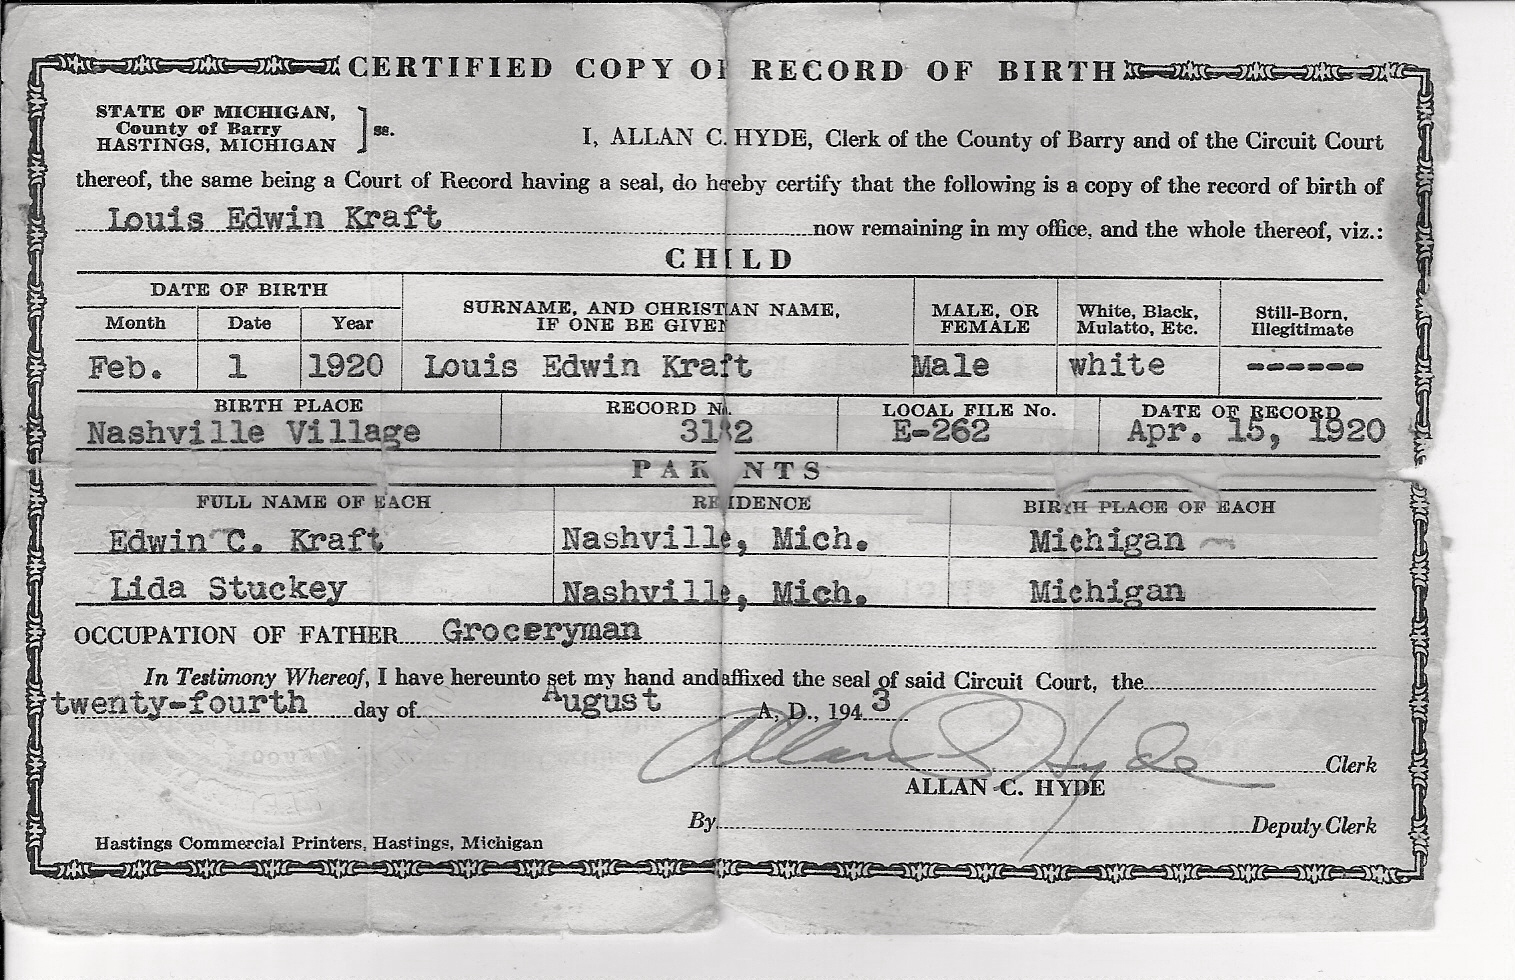 CERTIFIED COPY OF RECORD OF BIRTH
STATE OF MICHIGAN,
County of Barry
HASTINGS, MICHIGAN
ss.
I, ALLAN C. HYDE, Clerk of the County of Barry and of the Circuit Court
thereof, the same being a Court of Record having a seal, do hereby certify that the following is a copy of the record of birth of
Louis Edwin Kraft now remaining in my office, and the whole thereof, viz.:
CHILD
DATE OF BIRTH
Month Date Year
SURNAME, AND CHRISTIAN NAME,
IF ONE BE GIVEN
MALE, OR
FEMALE
White, Black,
Mulatto, Etc.
Still-Born,
Illegitimate
Feb. 1 1920 Louis Edwin Kraft Male white ------
BIRTH PLACE RECORD No. LOCAL FILE No. DATE OF RECORD
Nashville Village E-262 Apr. 15, 1920
PARENTS
FULL NAME OF EACH RESIDENCE BIRTH PLACE OF EACH
Edwin C. Kraft Nashville, Mich. Michigan
Lida Stuckey Nashville, Mich. Michigan
OCCUPATION OF FATHER Groceryman
In Testimony Whereof, I have hereunto set my hand and affixed the seal of said Circuit Court, the
twenty-fourth day of August A. D., 1943
Allan C. Hyde Clerk
ALLAN C. HYDE
By Deputy Clerk
Hastings Commercial Printers, Hastings, Michigan